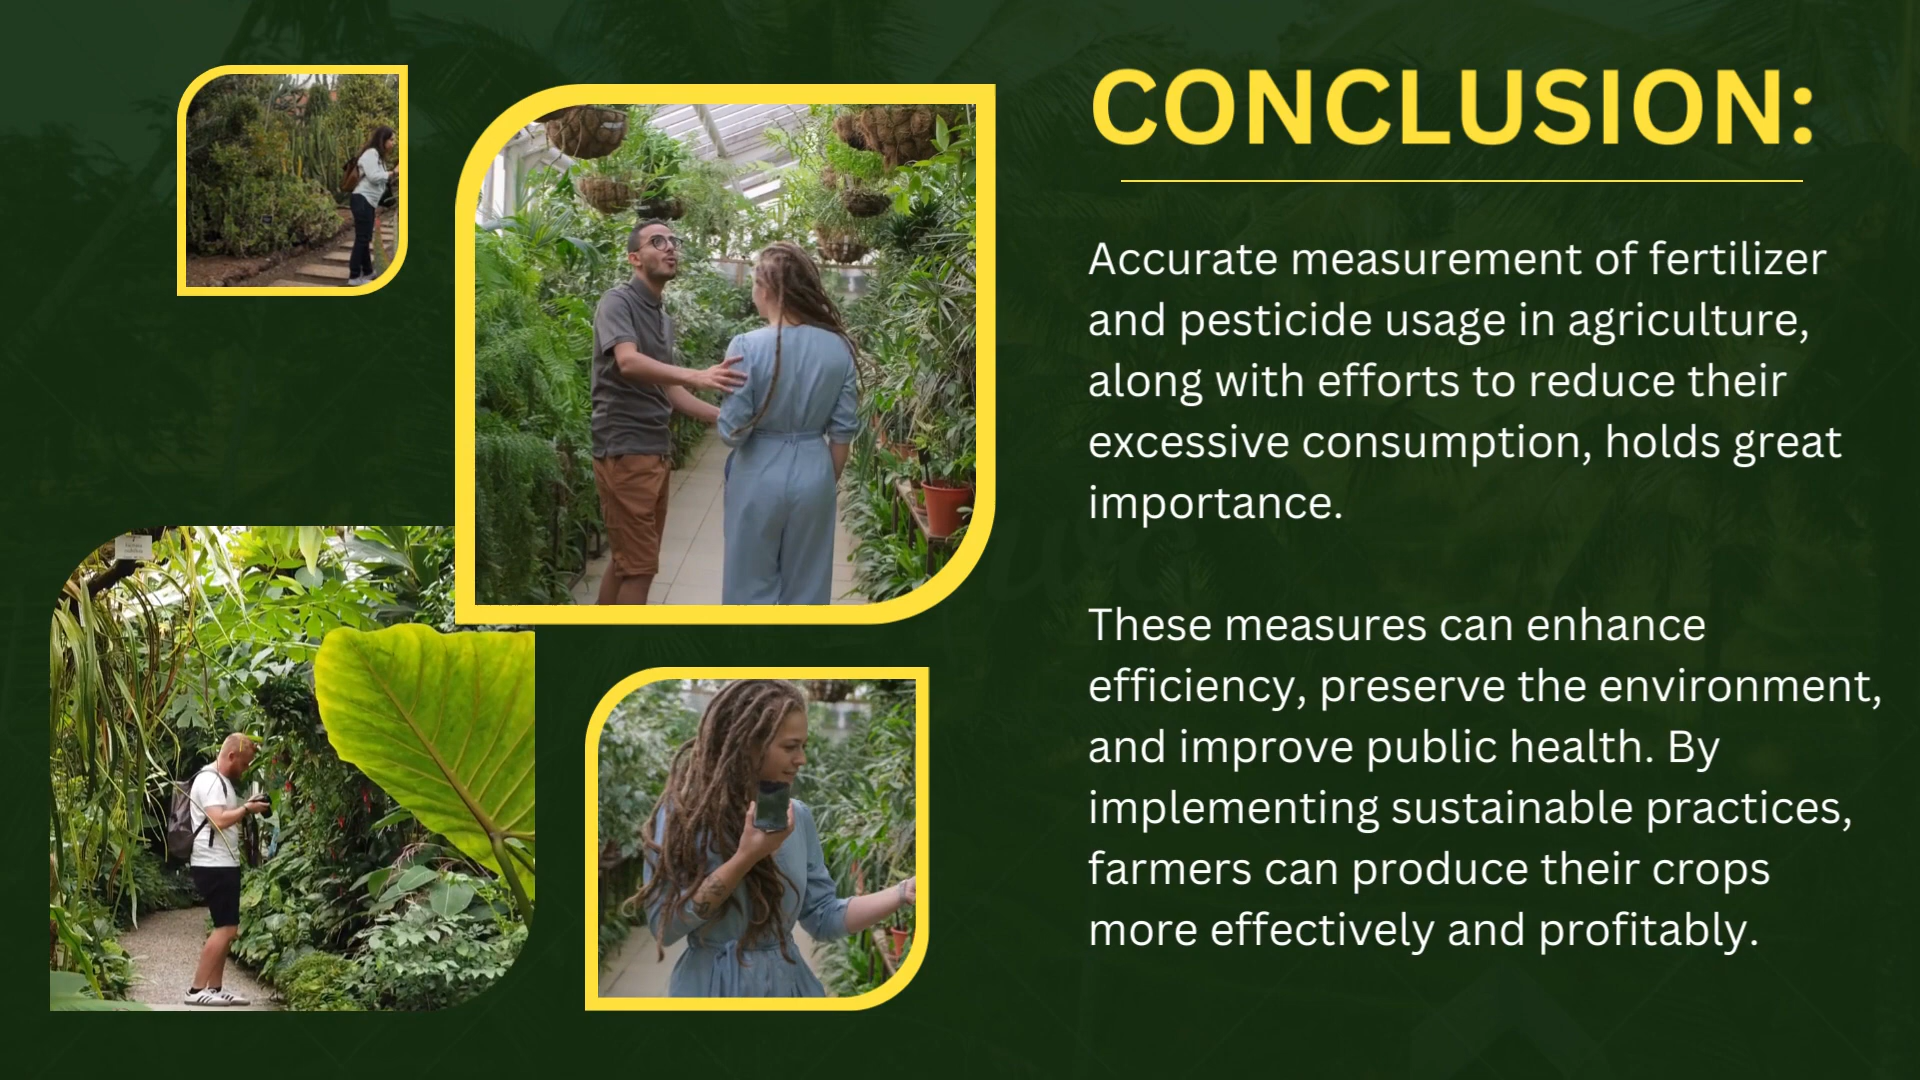 CONCLUSION:
Accurate measurement of fertilizer
and pesticide usage in agriculture,
along with efforts to reduce their
excessive consumption, holds great
importance.
These measures can enhance
efficiency, preserve the environment,
and improve public health. By
implementing sustainable practices,
farmers can produce their crops
more effectively and profitably.